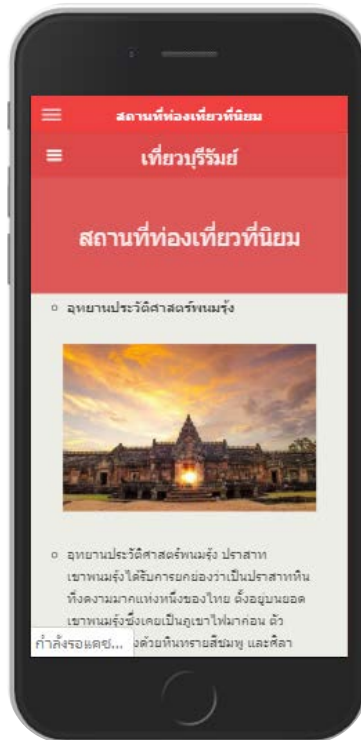 สถานที่ท่องเที่ยวที่นิยม
เที่ยวบุรีรัมย์
สถานที่ท่องเที่ยวที่นิยม
อุทยานประวัติศาสตร์พนมรุ้ง
อุทยานประวัติศาสตร์พนมรุ้ง ปราสาท
เขาพนมรุ้งได้รับการยกย่องว่าเป็นปราสาทหิน
ที่งดงามมากแห่งหนึ่งของไทย ตั้งอยู่บนยอด
เขาพนมรุ้งซึ่งเคยเป็นภูเขาไฟมาก่อน ตัว
กำลังรอแคช... งด้วยหินทรายสีชมพู และศิลา